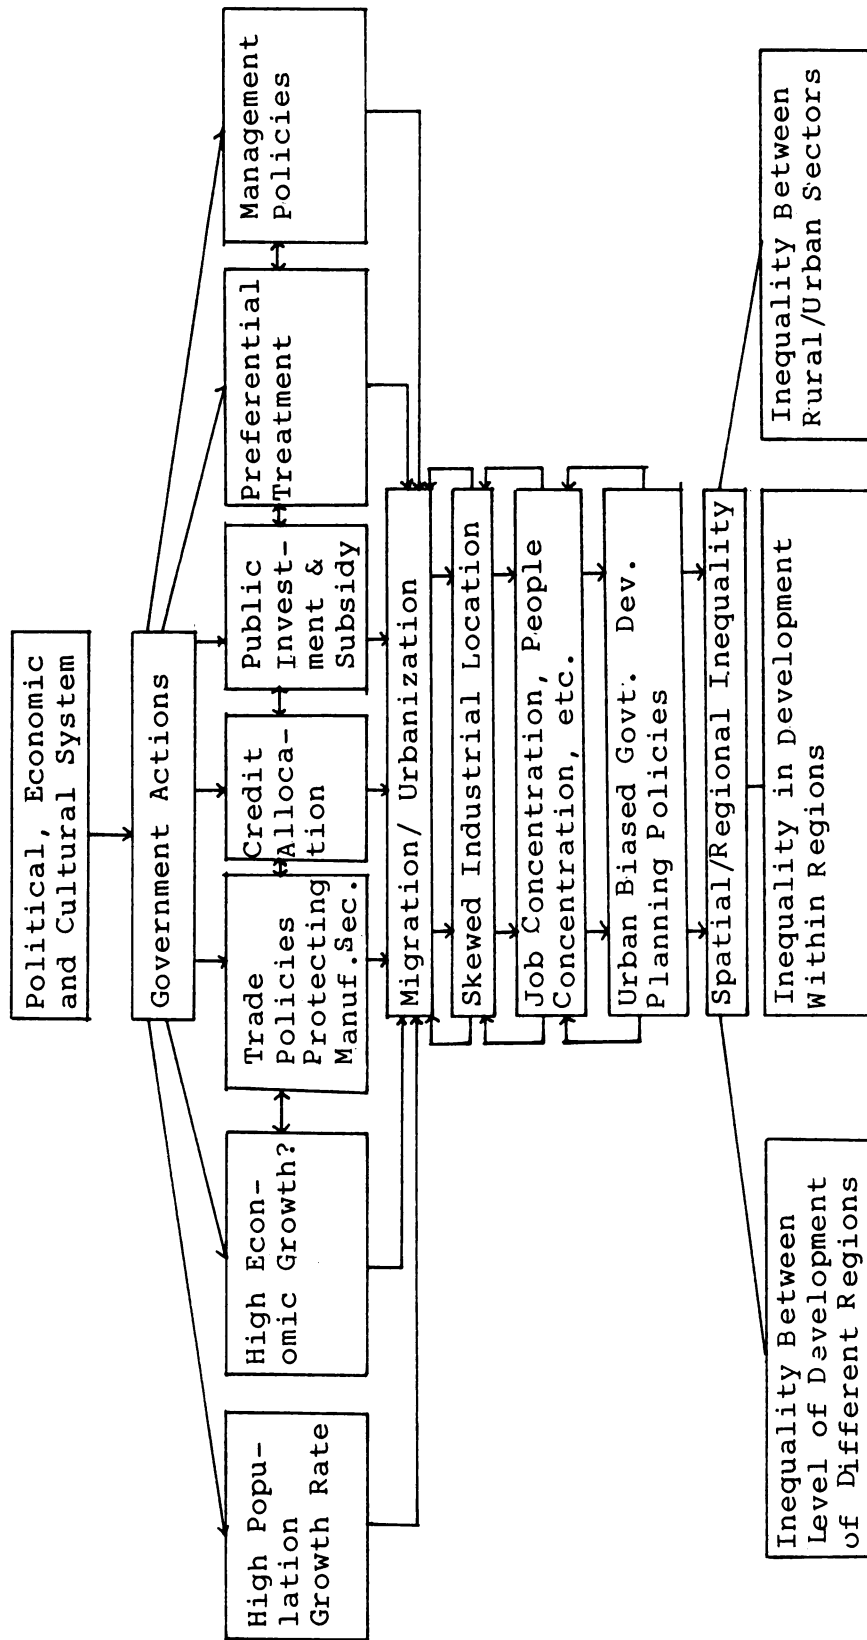 Political, Economic
and Cultural System
Government Actions
High Popu-
lation
Growth Rate
High Econ-
omic Growth?
Trade
Policies
Protecting
Manuf.Sec.
Credit
Alloca-
tion
Public
Invest-
ment &
Subsidy
Preferential
Treatment
Management
Policies
Migration/ Urbanization
Skewed Industrial Location
Job Concentration, People
Concentration, etc.
Urban Biased Govt. Dev.
Planning Policies
Spatial/Regional Inequality
Inequality Between
Level of Development
of Different Regions
Inequality in Development
Within Regions
Inequality Between
Rural/Urban Sectors